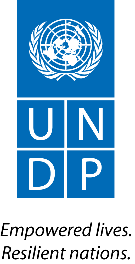 U N
D P
Empowered lives.
Resilient nations.